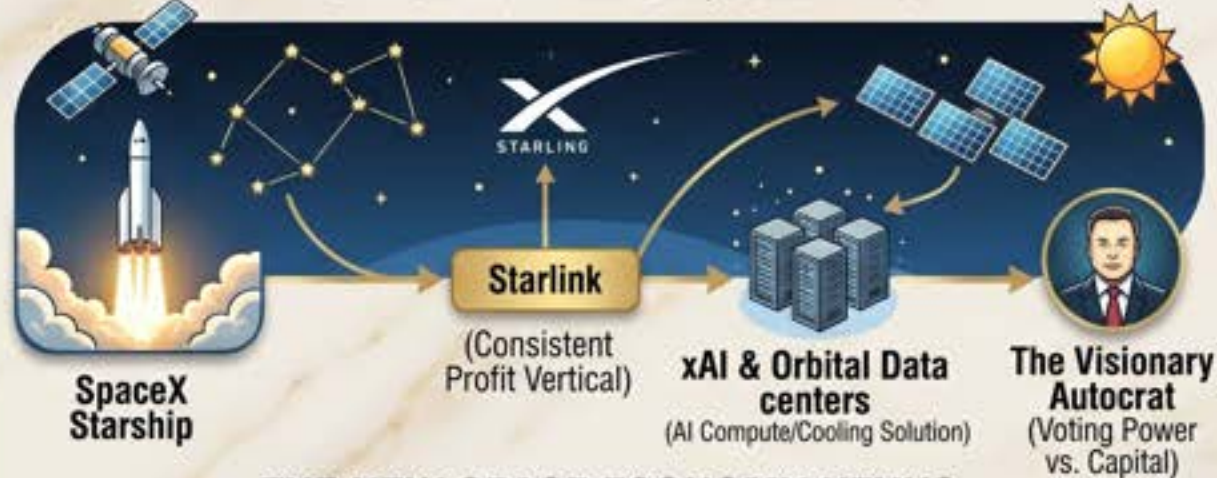 STARLING
Starlink
(Consistent
Profit Vertical)
SpaceX
Starship
xAI & Orbital Data
centers
(AI Compute/Cooling Solution)
The Visionary
Autocrat
(Voting Power
vs. Capital)